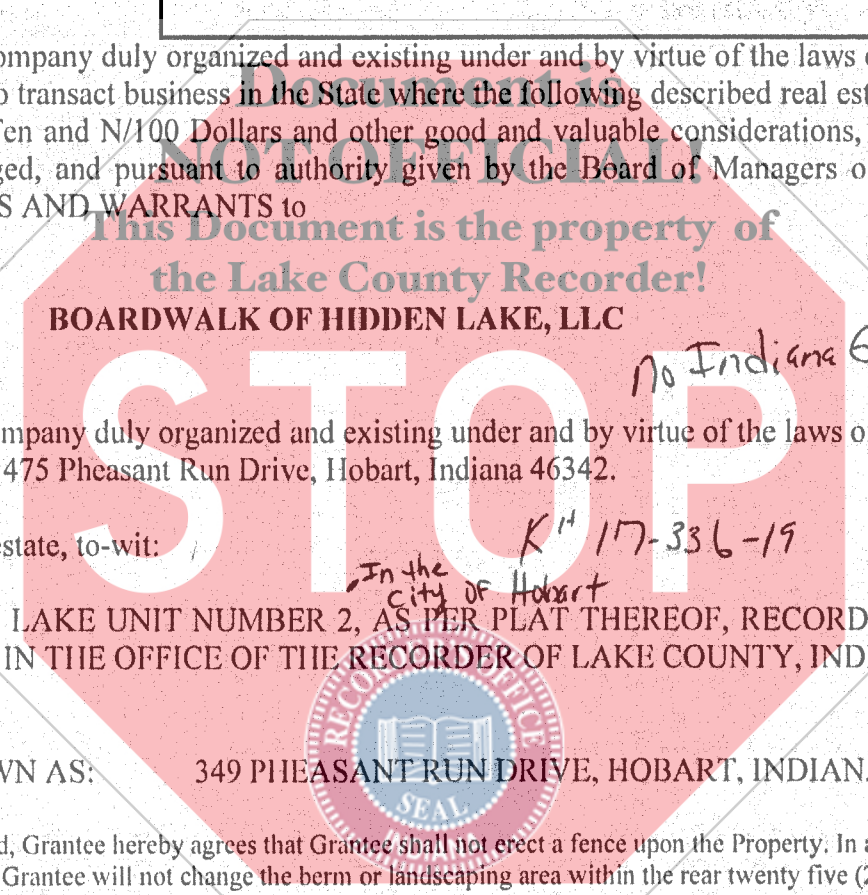 ompany duly organized and existing under and by virtue of the laws
o transact business in the State where the following described real est
Document is
Ten and N/100 Dollars and other good and valuable considerations,
NOT OFFICIAL!
ged, and pursuant to authority given by the Board of Managers o
S AND WARRANTS to
This Document is the property of
the Lake County Recorder!
BOARDWALK OF HIDDEN LAKE, LLC
no Indiana G
STOP
mpany duly organized and existing under and by virtue of the laws o
475 Pheasant Run Drive, Hobart, Indiana 46342.
estate, to-wit:
17-336-19
In the
City OF Hobart
LAKE UNIT NUMBER 2, AS PER PLAT THEREOF, RECORD
IN THE OFFICE OF THE RECORDER OF LAKE COUNTY, IND
RECORDER'S OFFICE
WN AS: 349 PHEASANT RUN DRIVE, HOBART, INDIAN
SEAL
INDIANA
d, Grantee hereby agrees that Grantee shall not erect a fence upon the Property. In a
Grantee will not change the berm or landscaping area within the rear twenty five (2